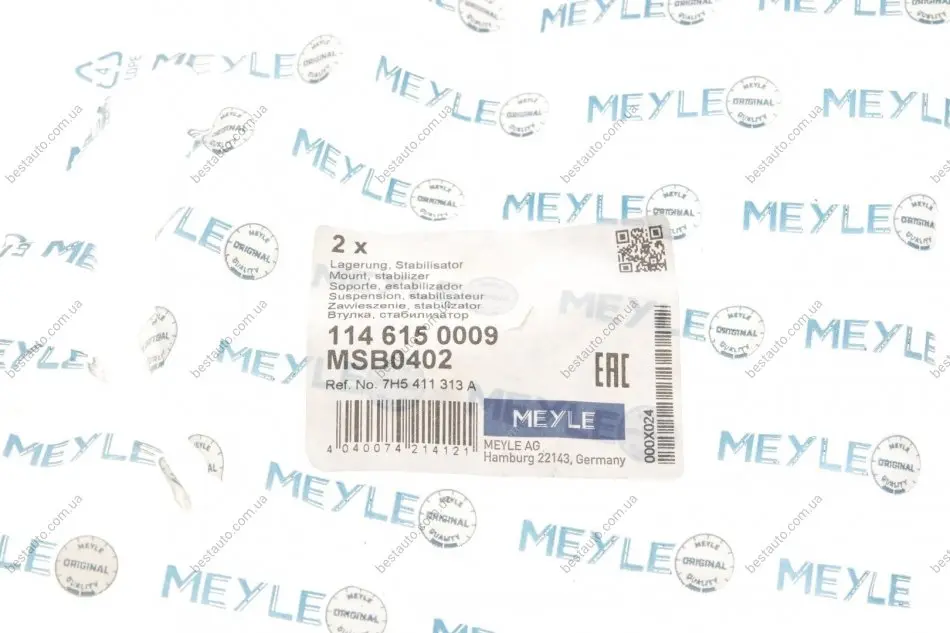 2 x
Lagerung, Stabilisator
Mount, stabilizer
Soporte, estabilizador
Suspension, stabilisateur
Zawieszenie, stabilizator
Втулка, стабилизатор
114 615 0009
MSB0402
Ref. No. 7H5 411 313 A
EAC
4 040074 214121
MEYLE
MEYLE AG
Hamburg 22143, Germany
000X024
LDPE
MEYLE
MEYLE ORIGINAL QUALITY
bestauto.com.ua